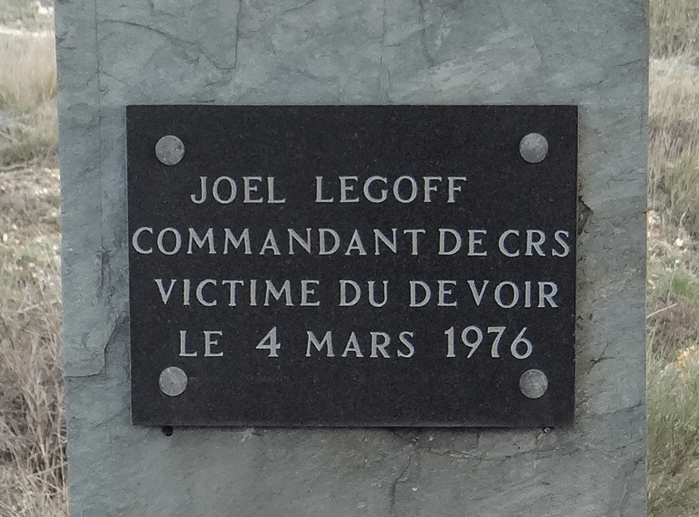 JOEL LEGOFF
COMMANDANT DE CRS
VICTIME DU DEVOIR
LE 4 MARS 1976